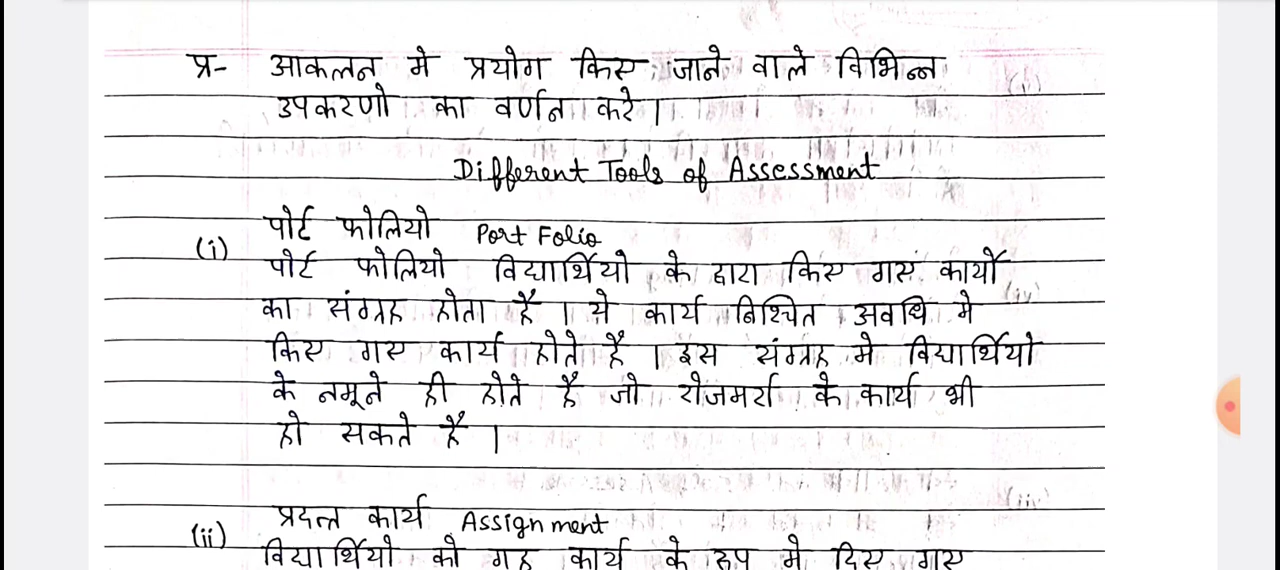 प्र- आकलन मे प्रयोग किए जाने वाले विभिन्न
उपकरणो का वर्णन करे।
Different Tools of Assessment
(i) पोर्ट फोलियो Port Folio
पोर्ट फोलियो विद्यार्थियो के द्वारा किए गए कार्यो
का संग्रह होता है। ये कार्य निश्चित अवधि मे
किए गए कार्य होते है। इस संग्रह मे विद्यार्थियो
के नमूने ही होते है जो रोजमर्रा के कार्य भी
हो सकते है।
(ii) प्रदत्त कार्य Assignment
विद्यार्थियो को गृह कार्य के रूप मे दिए गए